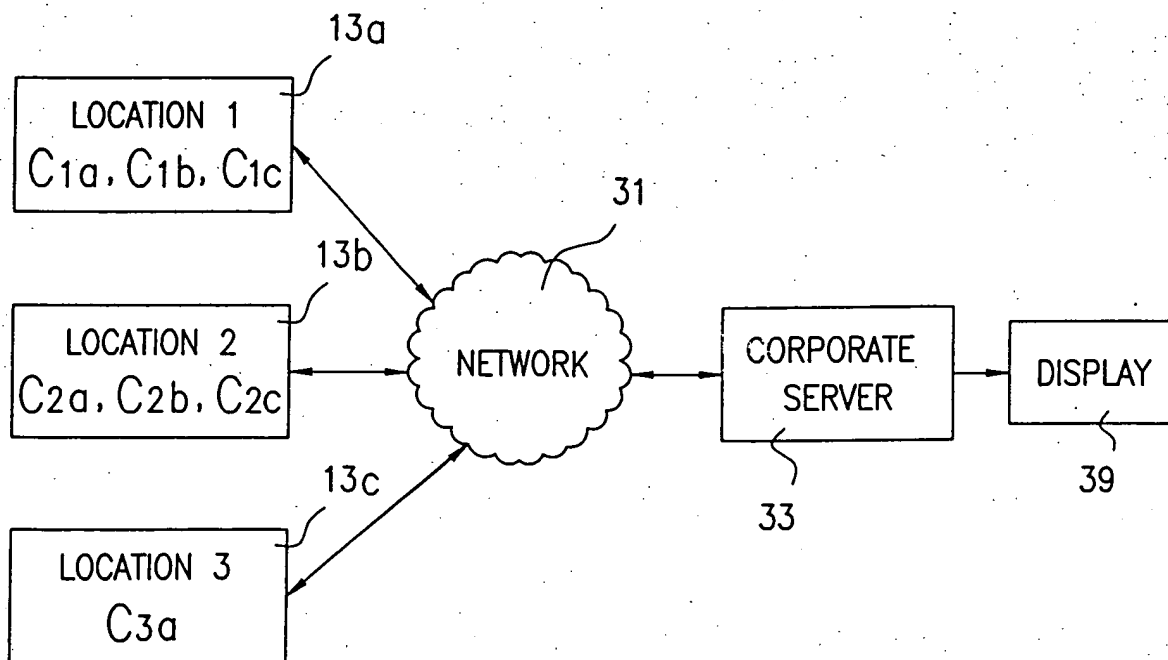 13a
LOCATION 1
C1a, C1b, C1c
13b
LOCATION 2
C2a, C2b, C2c
13c
LOCATION 3
C3a
31
NETWORK
CORPORATE
SERVER
33
DISPLAY
39